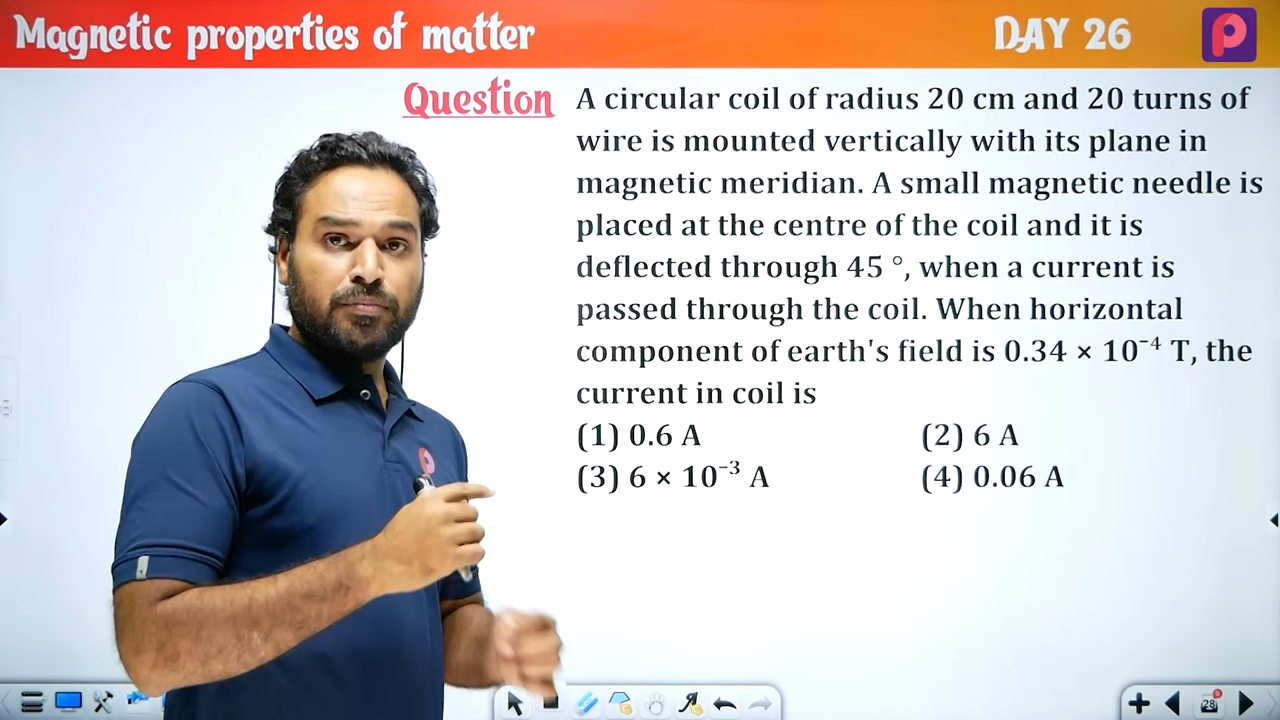 Magnetic properties of matter
DAY 26
Question
A circular coil of radius 20 cm and 20 turns of
wire is mounted vertically with its plane in
magnetic meridian. A small magnetic needle is
placed at the centre of the coil and it is
deflected through 45 °, when a current is
passed through the coil. When horizontal
component of earth's field is 0.34 × 10⁻⁴ T, the
current in coil is
(1) 0.6 A
(2) 6 A
(3) 6 × 10⁻³ A
(4) 0.06 A
28